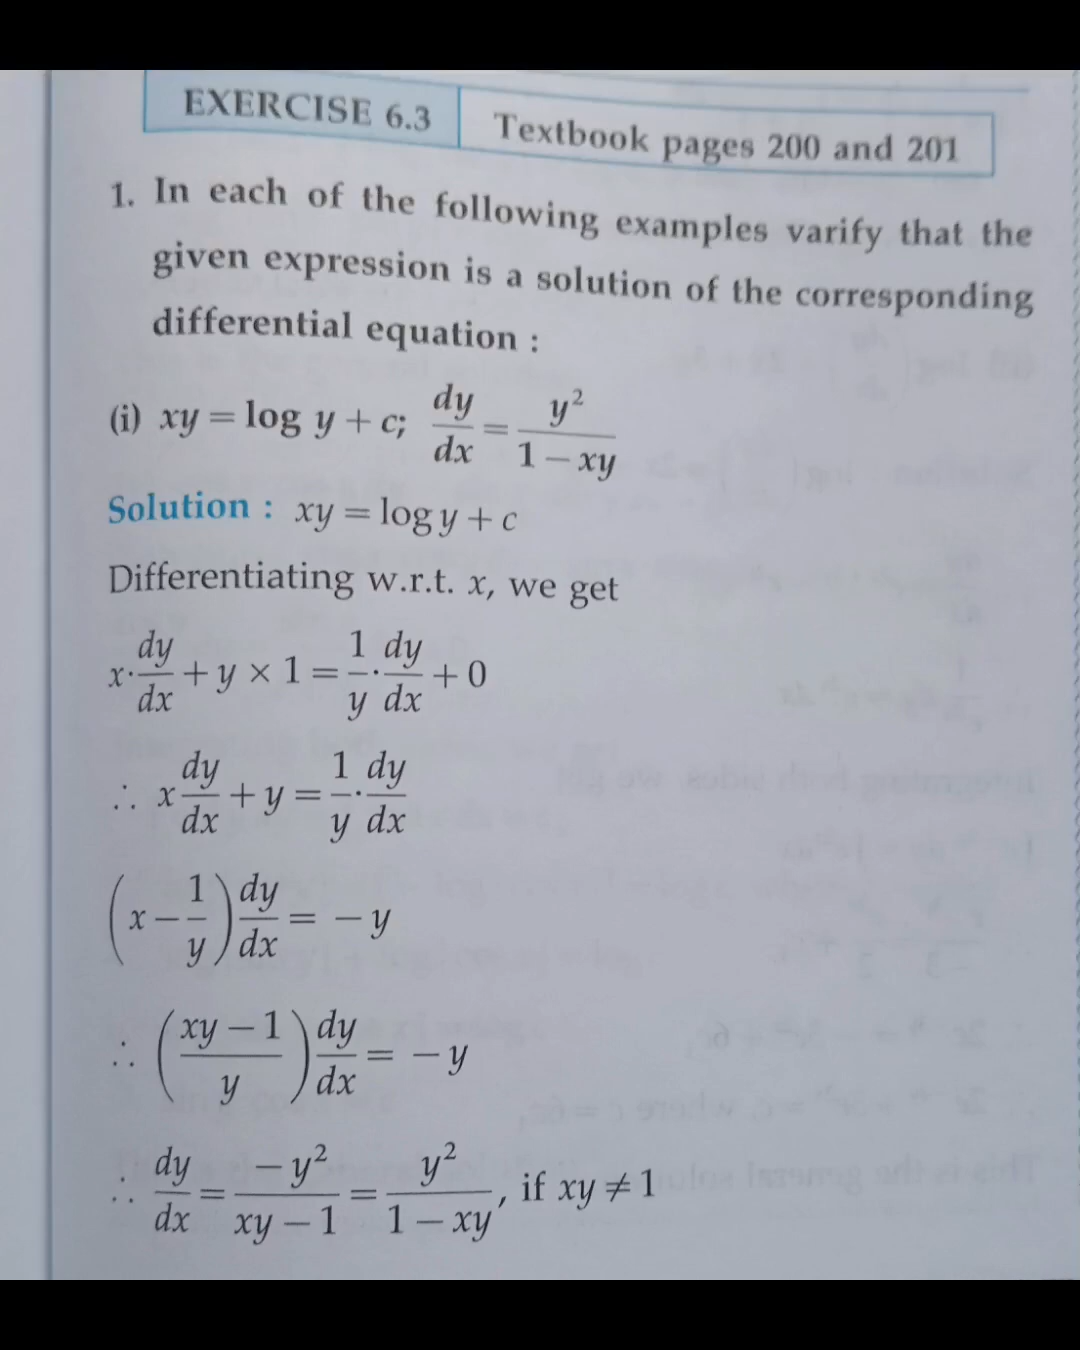 EXERCISE 6.3 Textbook pages 200 and 201
1. In each of the following examples varify that the
given expression is a solution of the corresponding
differential equation :
(i) xy = log y + c; dy/dx = y²/(1 − xy)
Solution : xy = log y + c
Differentiating w.r.t. x, we get
x·dy/dx + y × 1 = 1/y·dy/dx + 0
∴ x dy/dx + y = 1/y·dy/dx
(x − 1/y) dy/dx = − y
∴ ((xy − 1)/y) dy/dx = − y
∴ dy/dx = − y²/(xy − 1) = y²/(1 − xy), if xy ≠ 1